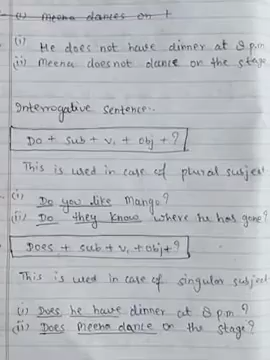 (i) Meena dances on t
(i) He does not have dinner at 8 p.m
(ii) Meena does not dance on the stage
Interrogative sentence:-
Do + sub + v₁ + obj + ?
This is used in case of plural subject
(i) Do you like Mango?
(ii) Do they know where he has gone?
Does + sub + v₁ + obj + ?
This is used in case of singular subject
(i) Does he have dinner at 8 p.m ?
(ii) Does Meena dance on the stage?